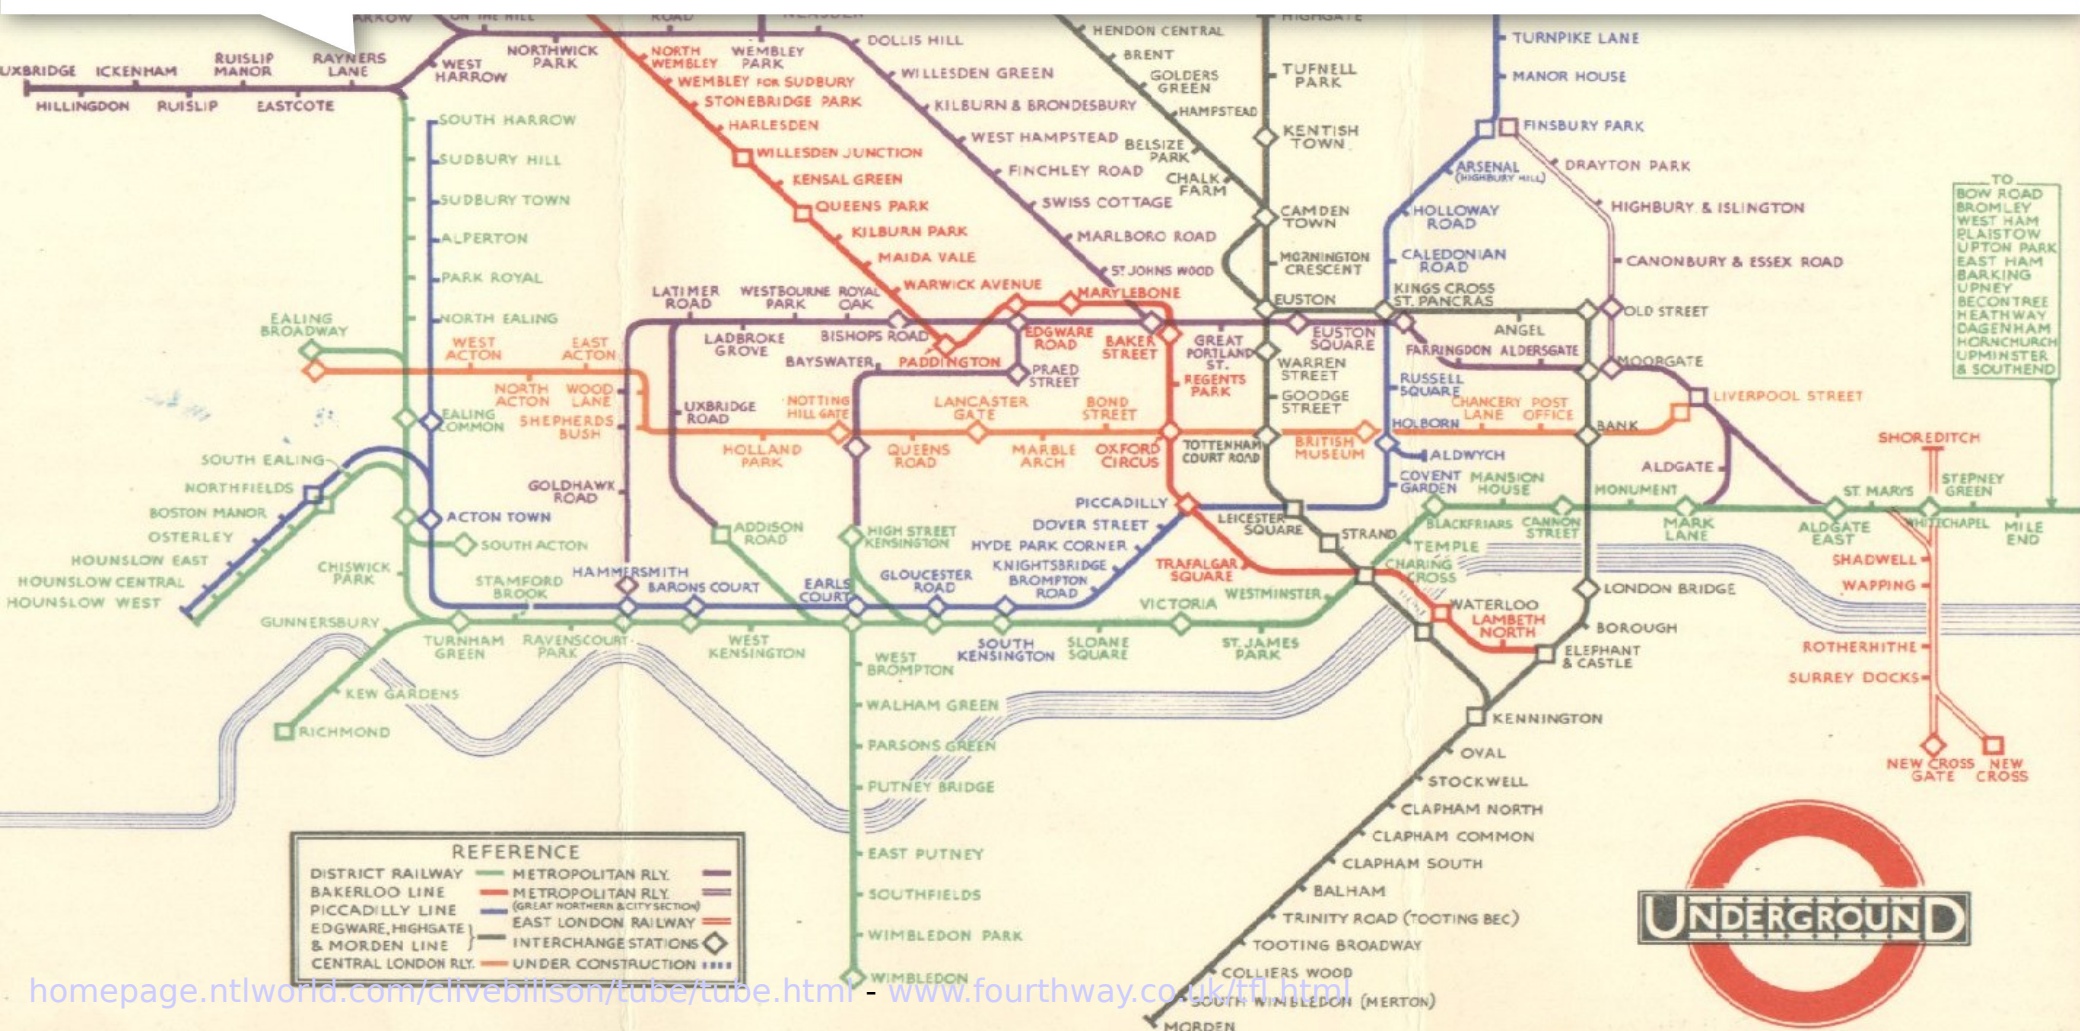 ON THE HILL
ROAD
HIGHGATE
HENDON CENTRAL
TURNPIKE LANE
DOLLIS HILL
NORTHWICK
PARK
NORTH
WEMBLEY
WEMBLEY
PARK
BRENT
UXBRIDGE
ICKENHAM
RUISLIP
MANOR
RAYNERS
LANE
WEST
HARROW
HILLINGDON
RUISLIP
EASTCOTE
WEMBLEY FOR SUDBURY
WILLESDEN GREEN
GOLDERS
GREEN
TUFNELL
PARK
MANOR HOUSE
STONEBRIDGE PARK
KILBURN & BRONDESBURY
HAMPSTEAD
SOUTH HARROW
HARLESDEN
WEST HAMPSTEAD
BELSIZE
PARK
KENTISH
TOWN
FINSBURY PARK
SUDBURY HILL
WILLESDEN JUNCTION
FINCHLEY ROAD
CHALK
FARM
ARSENAL
(HIGHBURY HILL)
DRAYTON PARK
KENSAL GREEN
SUDBURY TOWN
QUEENS PARK
SWISS COTTAGE
CAMDEN
TOWN
HOLLOWAY
ROAD
HIGHBURY & ISLINGTON
TO
BOW ROAD
BROMLEY
WEST HAM
PLAISTOW
UPTON PARK
EAST HAM
BARKING
UPNEY
BECONTREE
HEATHWAY
DAGENHAM
HORNCHURCH
UPMINSTER
& SOUTHEND
ALPERTON
KILBURN PARK
MARLBORO ROAD
PARK ROYAL
MAIDA VALE
ST JOHNS WOOD
MORNINGTON
CRESCENT
CALEDONIAN
ROAD
CANONBURY & ESSEX ROAD
LATIMER
ROAD
WESTBOURNE
PARK
ROYAL
OAK
WARWICK AVENUE
MARYLEBONE
EUSTON
KINGS CROSS
ST. PANCRAS
OLD STREET
EALING
BROADWAY
NORTH EALING
LADBROKE
GROVE
BISHOPS ROAD
EDGWARE
ROAD
BAKER
STREET
GREAT
PORTLAND
ST.
EUSTON
SQUARE
ANGEL
WEST
ACTON
EAST
ACTON
BAYSWATER
PADDINGTON
PRAED
STREET
REGENTS
PARK
WARREN
STREET
FARRINGDON
ALDERSGATE
MOORGATE
NORTH
ACTON
WOOD
LANE
RUSSELL
SQUARE
LIVERPOOL STREET
EALING
COMMON
SHEPHERDS
BUSH
UXBRIDGE
ROAD
NOTTING
HILL GATE
LANCASTER
GATE
BOND
STREET
GOODGE
STREET
CHANCERY
LANE
POST
OFFICE
HOLBORN
BANK
SHOREDITCH
HOLLAND
PARK
QUEENS
ROAD
MARBLE
ARCH
OXFORD
CIRCUS
TOTTENHAM
COURT ROAD
BRITISH
MUSEUM
ALDWYCH
ALDGATE
SOUTH EALING
NORTHFIELDS
BOSTON MANOR
OSTERLEY
HOUNSLOW EAST
HOUNSLOW CENTRAL
HOUNSLOW WEST
GOLDHAWK
ROAD
COVENT
GARDEN
MANSION
HOUSE
MONUMENT
ST. MARYS
STEPNEY
GREEN
ACTON TOWN
ADDISON
ROAD
HIGH STREET
KENSINGTON
PICCADILLY
DOVER STREET
HYDE PARK CORNER
KNIGHTSBRIDGE
BROMPTON
ROAD
LEICESTER
SQUARE
STRAND
BLACKFRIARS
CANNON
STREET
MARK
LANE
ALDGATE
EAST
WHITECHAPEL
MILE
END
SOUTH ACTON
TEMPLE
CHARING
CROSS
SHADWELL
CHISWICK
PARK
STAMFORD
BROOK
HAMMERSMITH
BARONS COURT
EARLS
COURT
GLOUCESTER
ROAD
TRAFALGAR
SQUARE
WESTMINSTER
WAPPING
VICTORIA
WATERLOO
LAMBETH
NORTH
LONDON BRIDGE
GUNNERSBURY
TURNHAM
GREEN
RAVENSCOURT
PARK
WEST
KENSINGTON
SOUTH
KENSINGTON
SLOANE
SQUARE
ST. JAMES
PARK
BOROUGH
ELEPHANT
& CASTLE
ROTHERHITHE
WEST
BROMPTON
SURREY DOCKS
KEW GARDENS
WALHAM GREEN
KENNINGTON
RICHMOND
PARSONS GREEN
OVAL
NEW CROSS
GATE
NEW
CROSS
PUTNEY BRIDGE
STOCKWELL
CLAPHAM NORTH
CLAPHAM COMMON
EAST PUTNEY
CLAPHAM SOUTH
SOUTHFIELDS
BALHAM
TRINITY ROAD (TOOTING BEC)
WIMBLEDON PARK
TOOTING BROADWAY
WIMBLEDON
COLLIERS WOOD
SOUTH WIMBLEDON (MERTON)
MORDEN
REFERENCE
DISTRICT RAILWAY
BAKERLOO LINE
PICCADILLY LINE
EDGWARE, HIGHGATE
& MORDEN LINE
CENTRAL LONDON RLY.
METROPOLITAN RLY.
METROPOLITAN RLY.
(GREAT NORTHERN & CITY SECTION)
EAST LONDON RAILWAY
INTERCHANGE STATIONS
UNDER CONSTRUCTION
UNDERGROUND
homepage.ntlworld.com/clivebillson/tube/tube.html - www.fourthway.co.uk/tfl.html